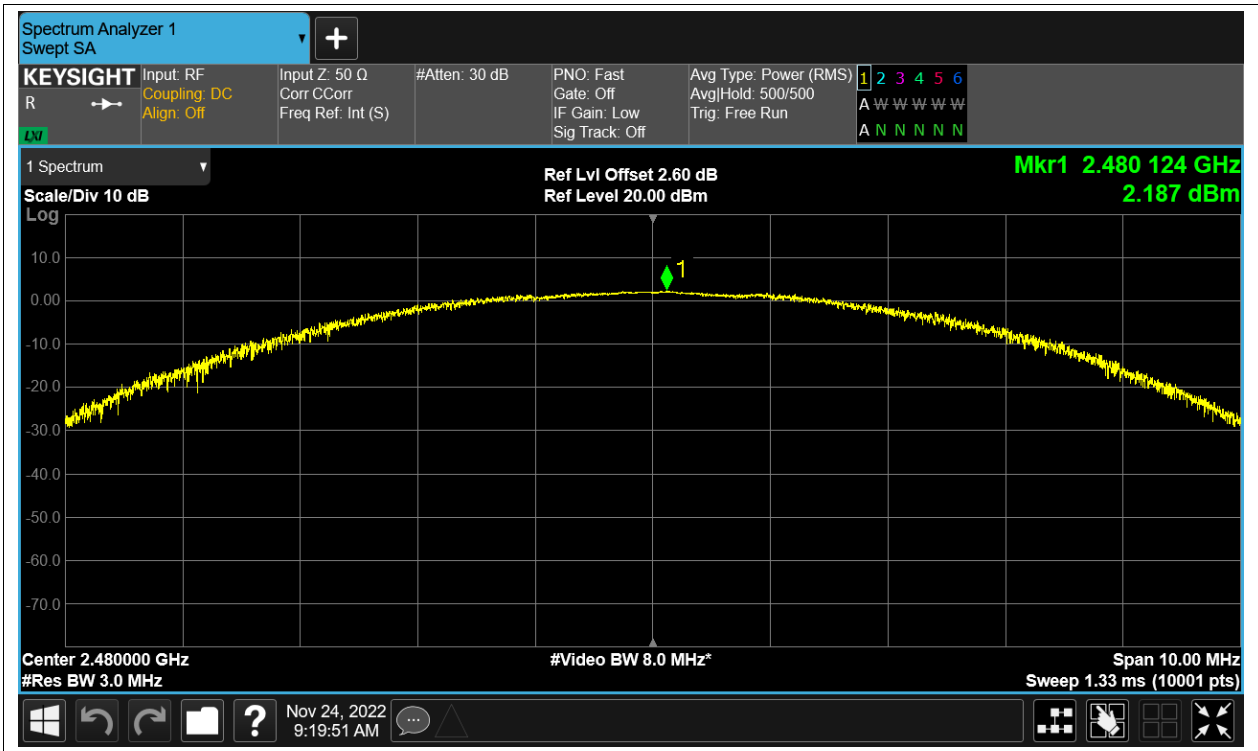 Spectrum Analyzer 1
Swept SA
KEYSIGHT
R
LXI
Input: RF
Coupling: DC
Align: Off
Input Z: 50 Ω
Corr CCorr
Freq Ref: Int (S)
#Atten: 30 dB
PNO: Fast
Gate: Off
IF Gain: Low
Sig Track: Off
Avg Type: Power (RMS)
Avg|Hold: 500/500
Trig: Free Run
1 2 3 4 5 6
A W W W W W
A N N N N N
1 Spectrum
Scale/Div 10 dB
Log
Ref Lvl Offset 2.60 dB
Ref Level 20.00 dBm
Mkr1 2.480 124 GHz
2.187 dBm
1
10.0
0.00
-10.0
-20.0
-30.0
-40.0
-50.0
-60.0
-70.0
Center 2.480000 GHz
#Res BW 3.0 MHz
#Video BW 8.0 MHz*
Span 10.00 MHz
Sweep 1.33 ms (10001 pts)
?
Nov 24, 2022
9:19:51 AM